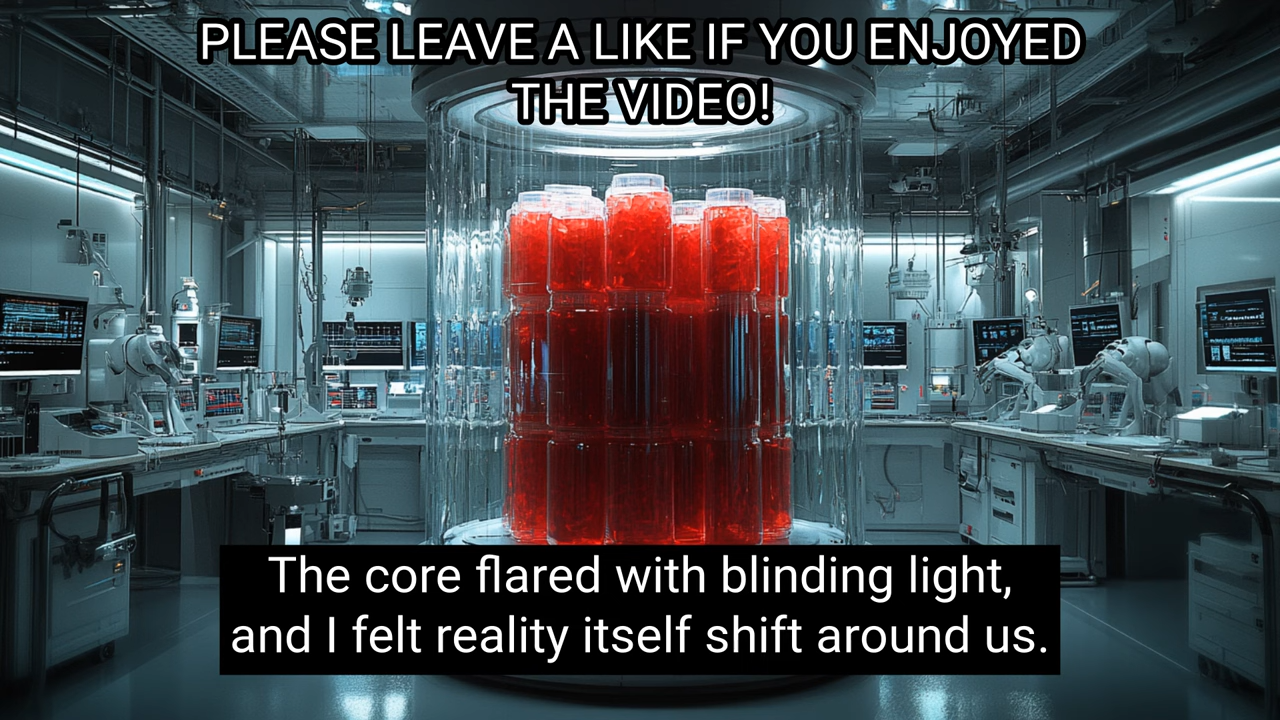 PLEASE LEAVE A LIKE IF YOU ENJOYED
THE VIDEO!
The core flared with blinding light,
and I felt reality itself shift around us.